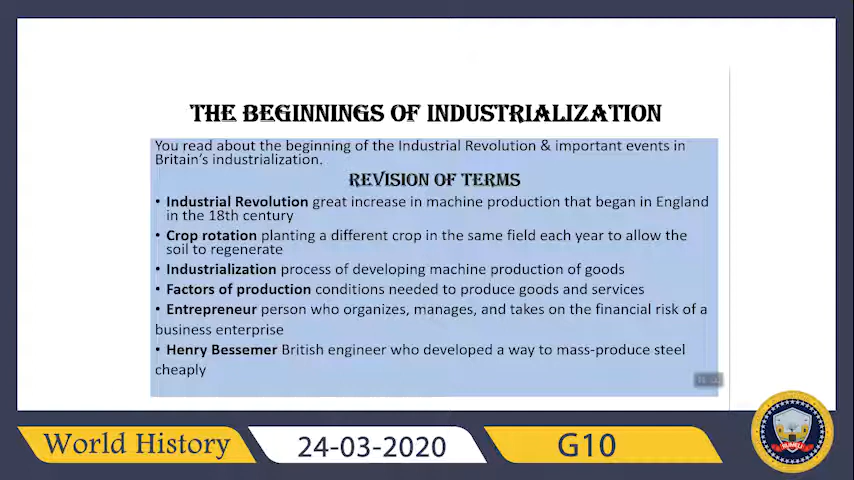 THE BEGINNINGS OF INDUSTRIALIZATION
You read about the beginning of the Industrial Revolution & important events in
Britain's industrialization.
REVISION OF TERMS
• Industrial Revolution great increase in machine production that began in England
in the 18th century
• Crop rotation planting a different crop in the same field each year to allow the
soil to regenerate
• Industrialization process of developing machine production of goods
• Factors of production conditions needed to produce goods and services
• Entrepreneur person who organizes, manages, and takes on the financial risk of a
business enterprise
• Henry Bessemer British engineer who developed a way to mass-produce steel
cheaply
World History
24-03-2020
G10